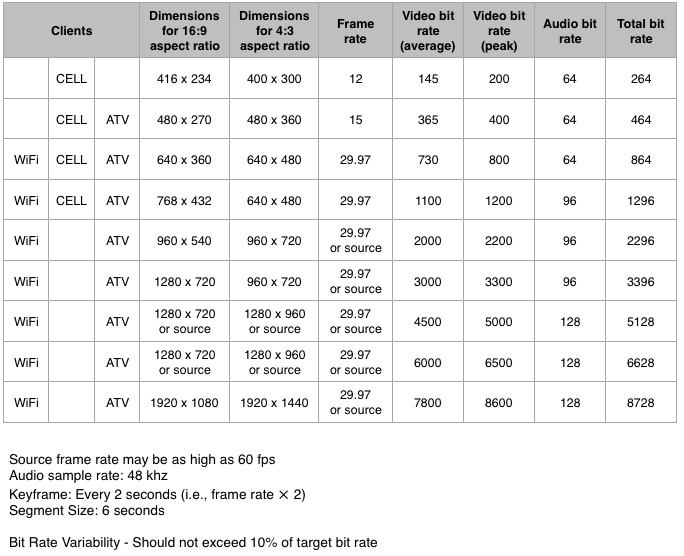 Clients Dimensions for 16:9 aspect ratio Dimensions for 4:3 aspect ratio Frame rate Video bit rate (average) Video bit rate (peak) Audio bit rate Total bit rate
CELL 416 x 234 400 x 300 12 145 200 64 264
CELL ATV 480 x 270 480 x 360 15 365 400 64 464
WiFi CELL ATV 640 x 360 640 x 480 29.97 730 800 64 864
WiFi CELL ATV 768 x 432 640 x 480 29.97 1100 1200 96 1296
WiFi ATV 960 x 540 960 x 720 29.97 or source 2000 2200 96 2296
WiFi ATV 1280 x 720 960 x 720 29.97 or source 3000 3300 96 3396
WiFi ATV 1280 x 720 or source 1280 x 960 or source 29.97 or source 4500 5000 128 5128
WiFi ATV 1280 x 720 or source 1280 x 960 or source 29.97 or source 6000 6500 128 6628
WiFi ATV 1920 x 1080 1920 x 1440 29.97 or source 7800 8600 128 8728
Source frame rate may be as high as 60 fps
Audio sample rate: 48 khz
Keyframe: Every 2 seconds (i.e., frame rate × 2)
Segment Size: 6 seconds
Bit Rate Variability - Should not exceed 10% of target bit rate